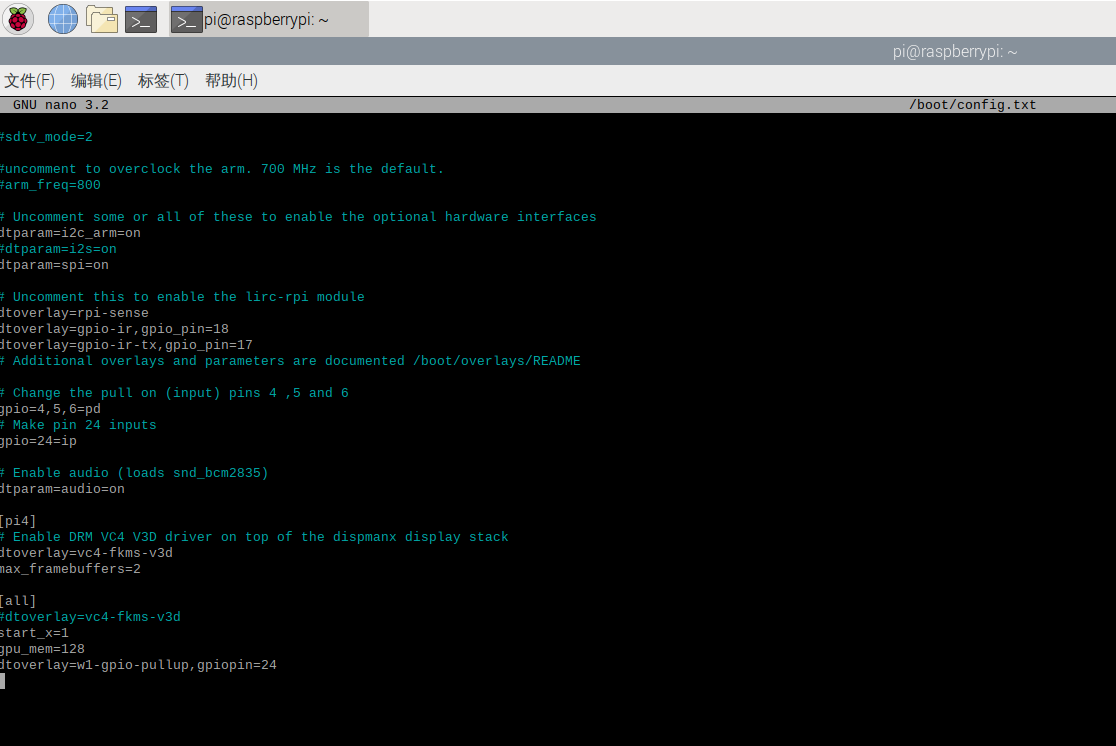 pi@raspberrypi: ~
pi@raspberrypi: ~
文件(F) 编辑(E) 标签(T) 帮助(H)
GNU nano 3.2 /boot/config.txt
#sdtv_mode=2
#uncomment to overclock the arm. 700 MHz is the default.
#arm_freq=800
# Uncomment some or all of these to enable the optional hardware interfaces
dtparam=i2c_arm=on
#dtparam=i2s=on
dtparam=spi=on
# Uncomment this to enable the lirc-rpi module
dtoverlay=rpi-sense
dtoverlay=gpio-ir,gpio_pin=18
dtoverlay=gpio-ir-tx,gpio_pin=17
# Additional overlays and parameters are documented /boot/overlays/README
# Change the pull on (input) pins 4 ,5 and 6
gpio=4,5,6=pd
# Make pin 24 inputs
gpio=24=ip
# Enable audio (loads snd_bcm2835)
dtparam=audio=on
[pi4]
# Enable DRM VC4 V3D driver on top of the dispmanx display stack
dtoverlay=vc4-fkms-v3d
max_framebuffers=2
[all]
#dtoverlay=vc4-fkms-v3d
start_x=1
gpu_mem=128
dtoverlay=w1-gpio-pullup,gpiopin=24